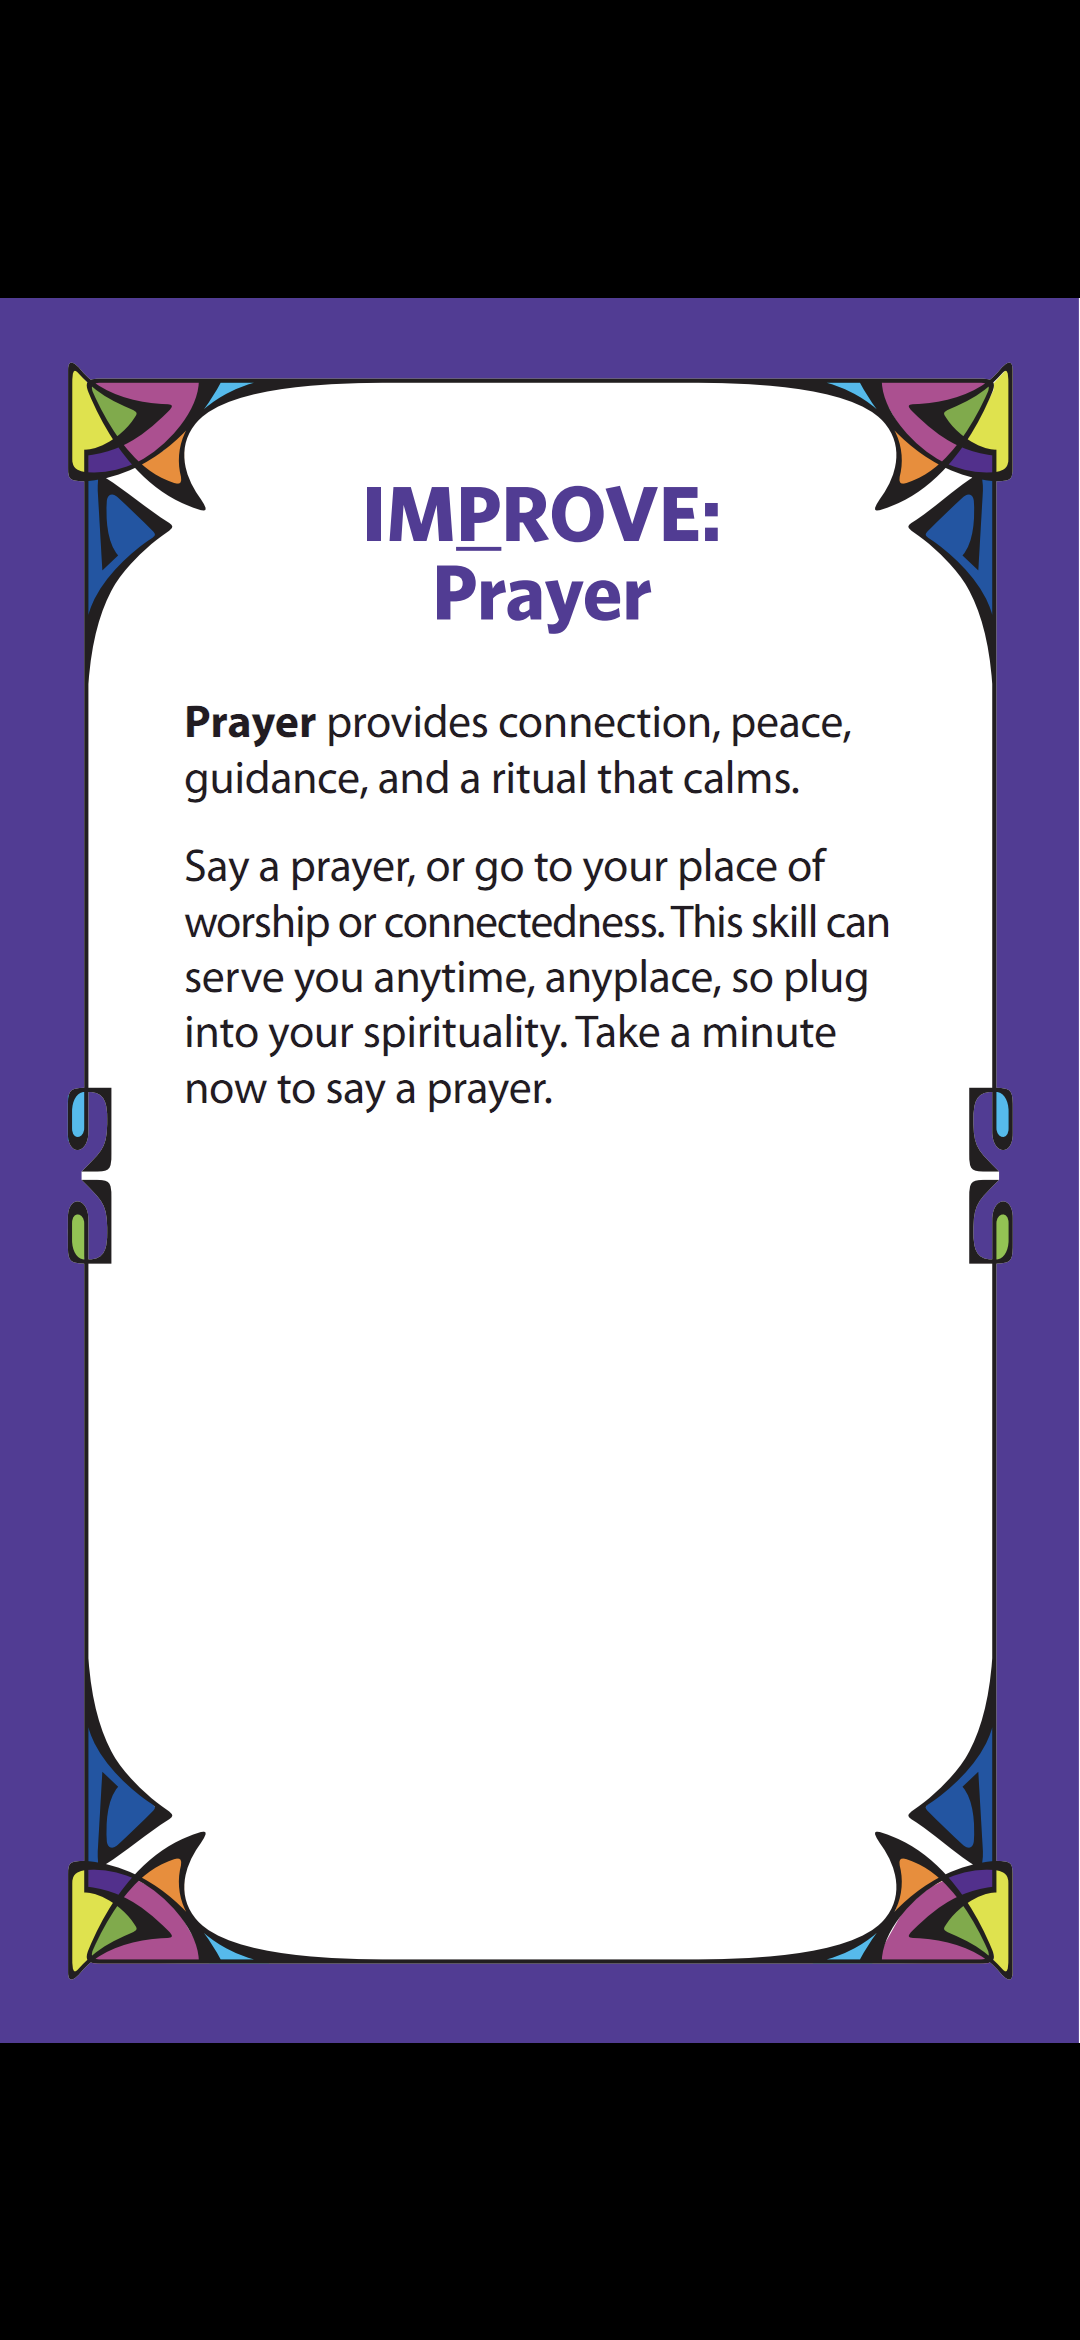 IMPROVE:
Prayer
Prayer provides connection, peace,
guidance, and a ritual that calms.
Say a prayer, or go to your place of
worship or connectedness. This skill can
serve you anytime, anyplace, so plug
into your spirituality. Take a minute
now to say a prayer.